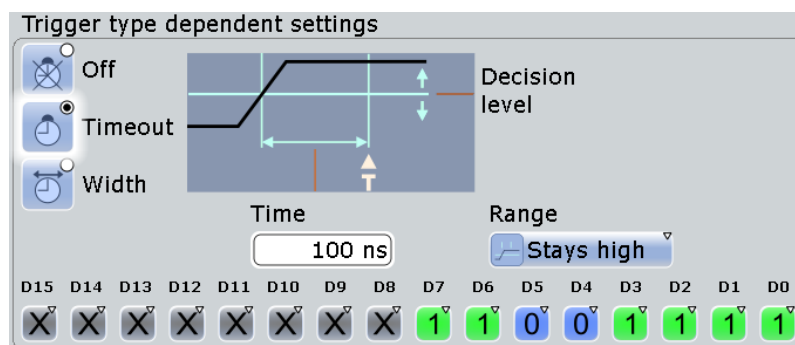 Trigger type dependent settings
Off
Decision
level
Timeout
T
Width
Time Range
100 ns Stays high
D15 D14 D13 D12 D11 D10 D9 D8 D7 D6 D5 D4 D3 D2 D1 D0
X X X X X X X X 1 1 0 0 1 1 1 1